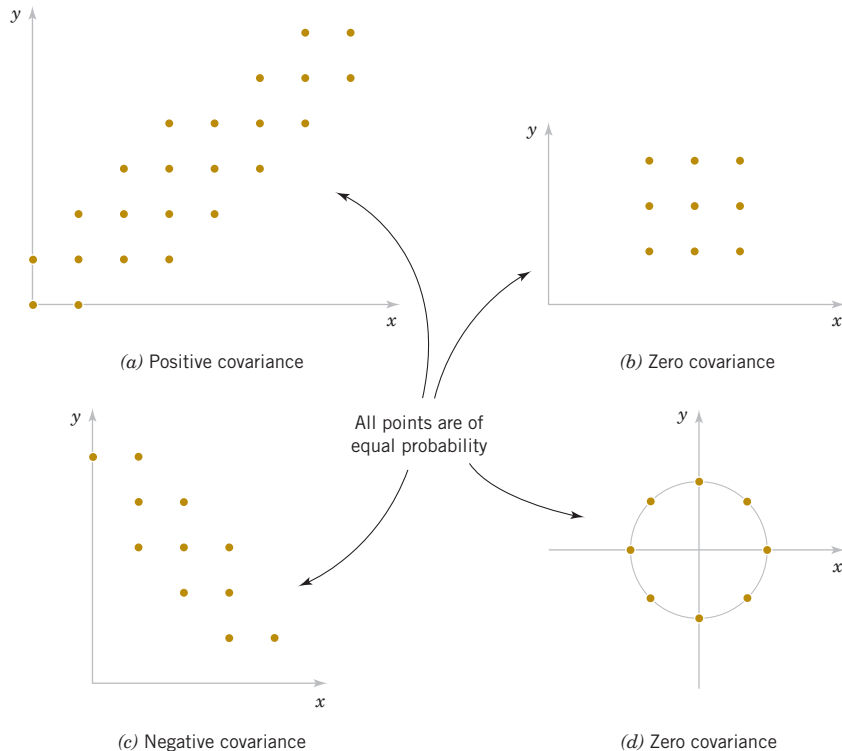 y
x
(a) Positive covariance
y
x
(b) Zero covariance
All points are of
equal probability
y
x
(c) Negative covariance
y
x
(d) Zero covariance